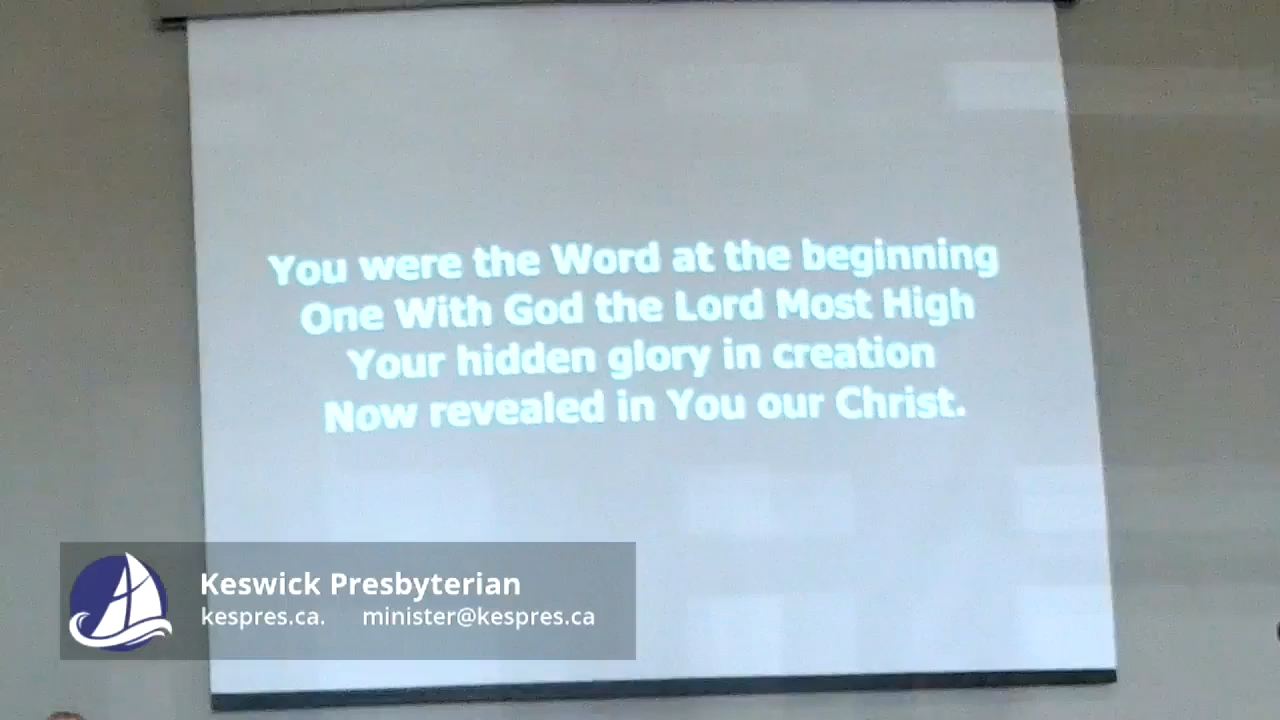 You were the Word at the beginning
One With God the Lord Most High
Your hidden glory in creation
Now revealed in You our Christ.
Keswick Presbyterian
kespres.ca. minister@kespres.ca